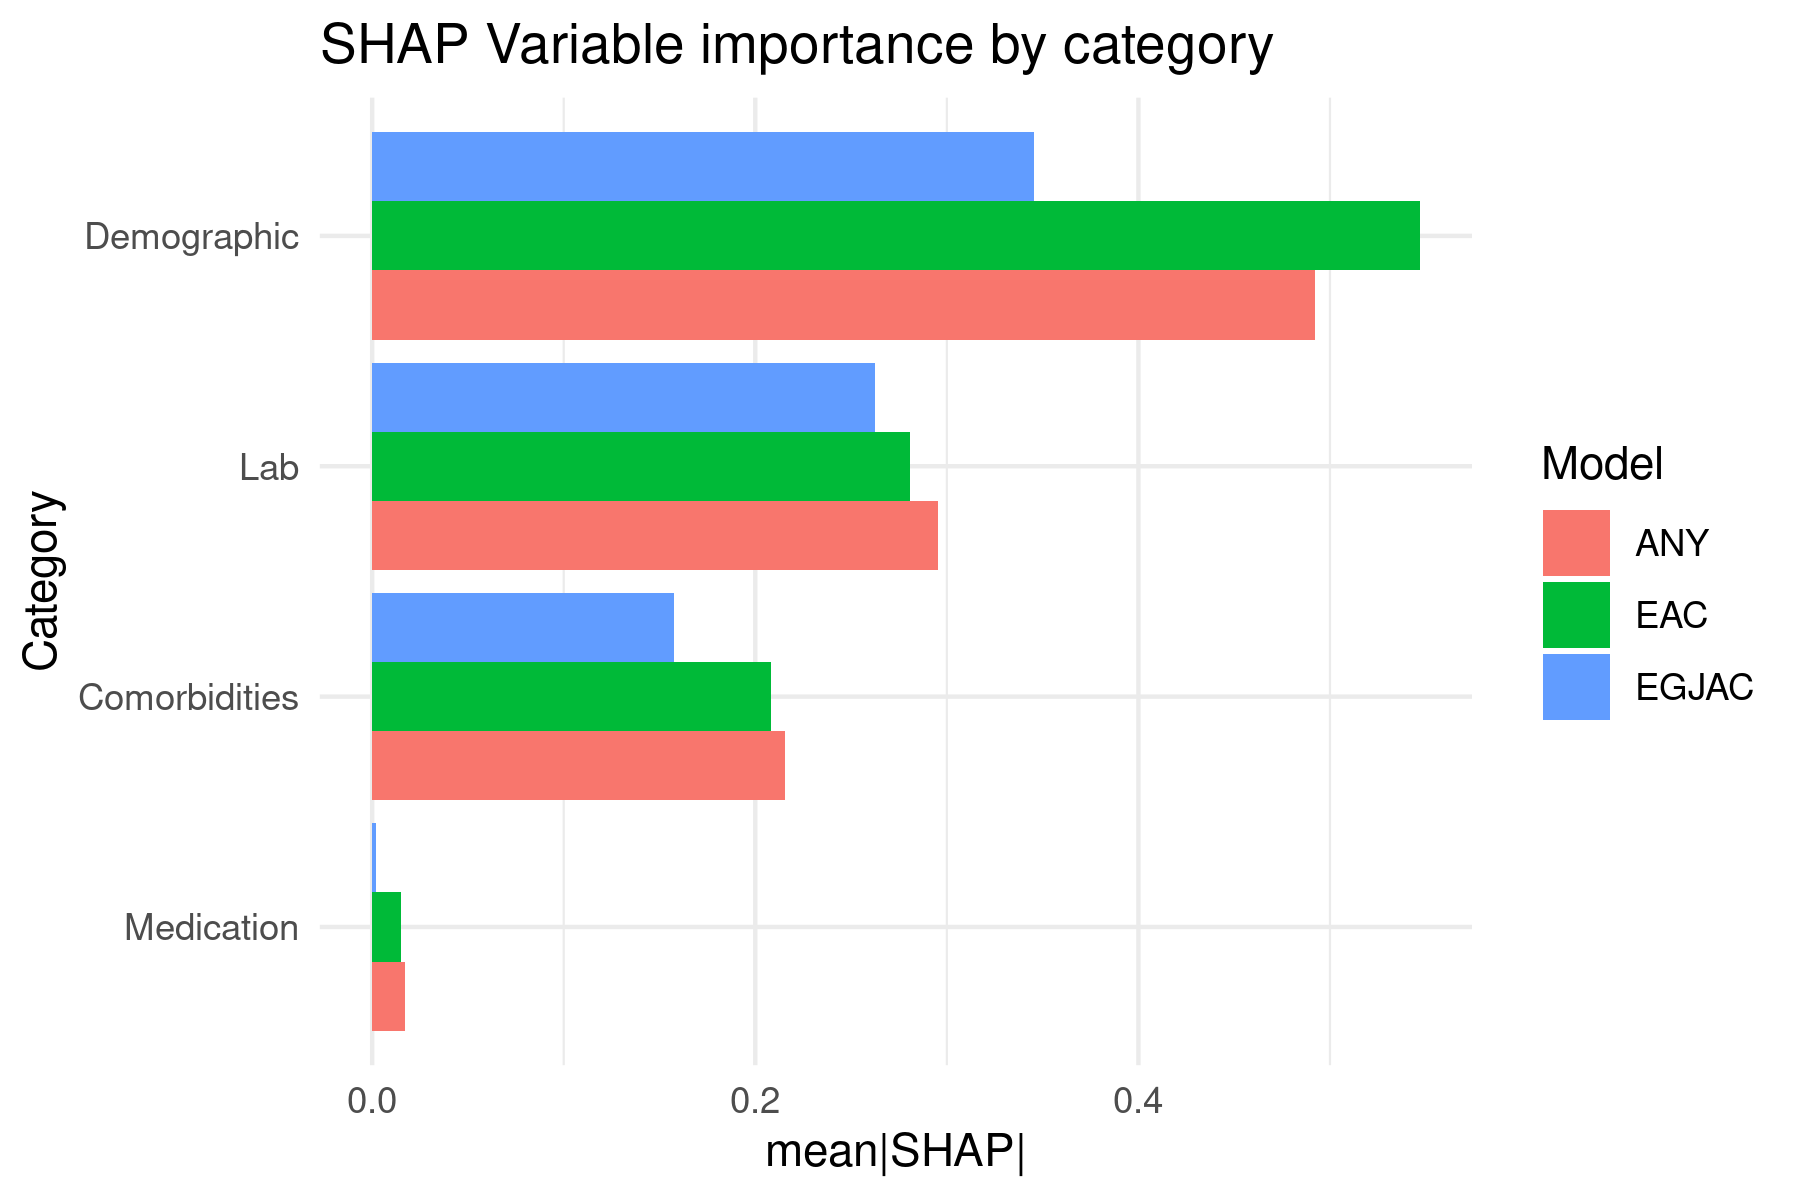 SHAP Variable importance by category
Demographic
Lab
Comorbidities
Medication
Category
0.0 0.2 0.4
mean|SHAP|
Model
ANY
EAC
EGJAC